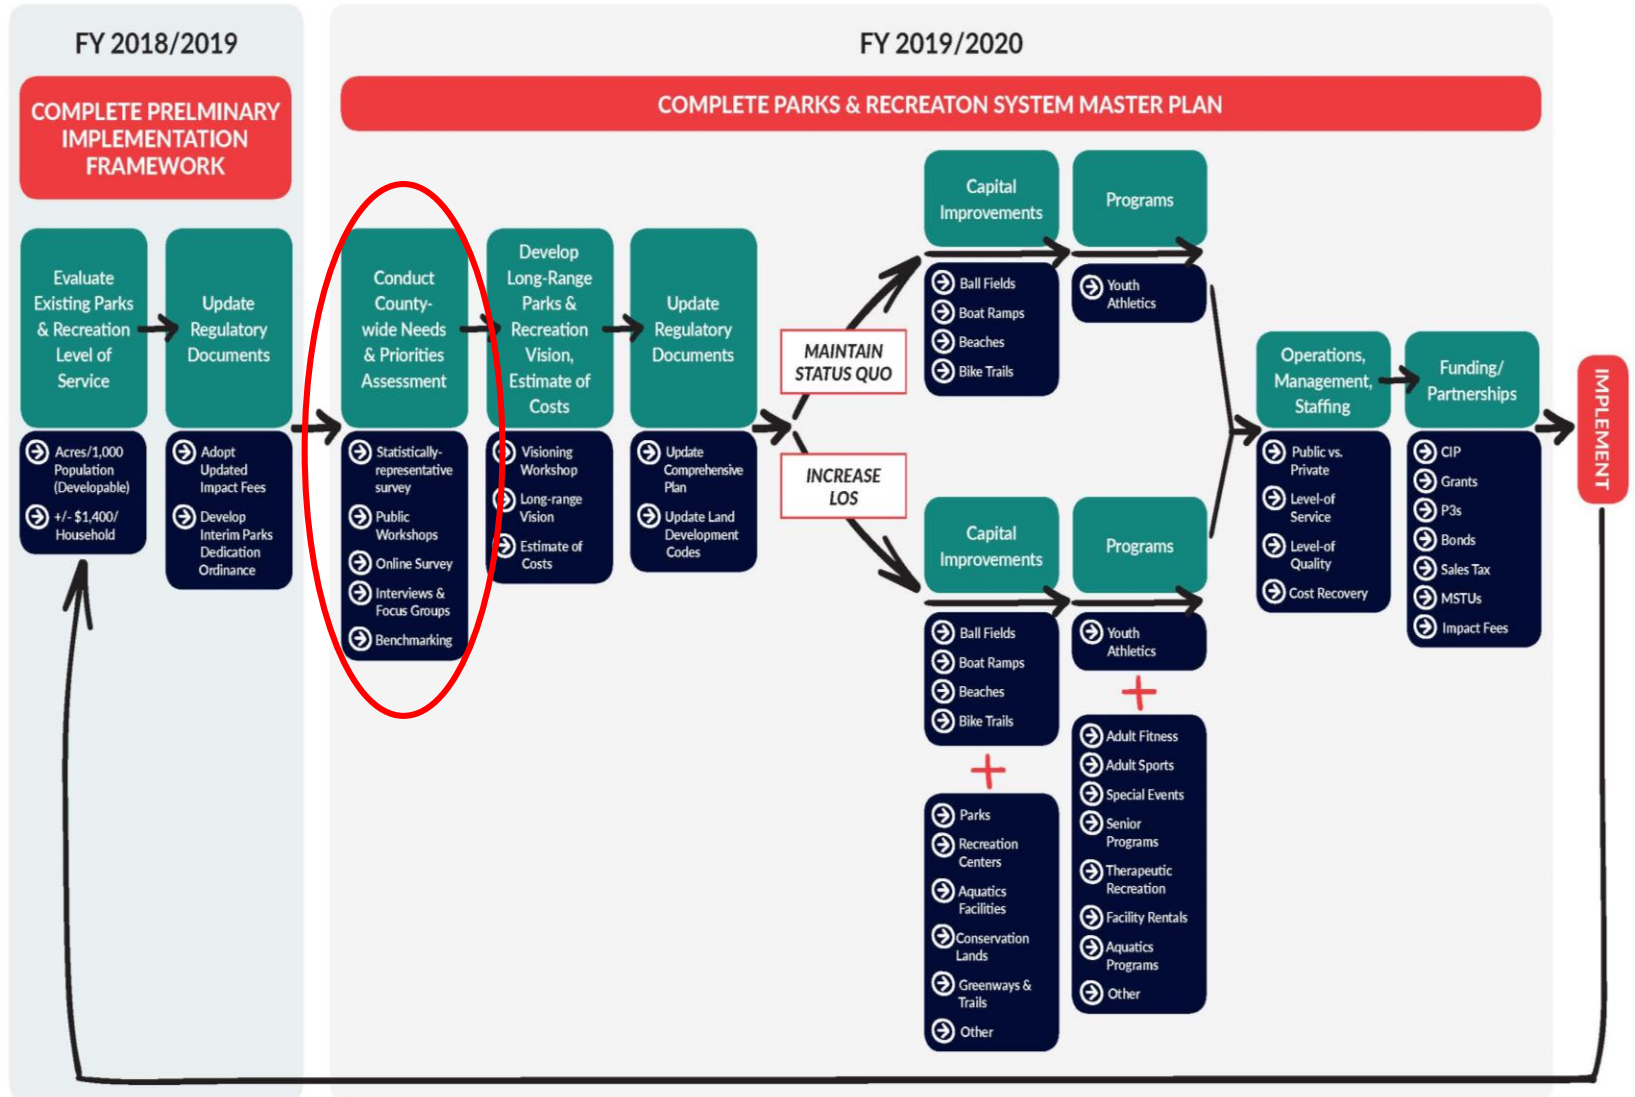 FY 2018/2019
COMPLETE PRELMINARY
IMPLEMENTATION
FRAMEWORK
Evaluate
Existing Parks
& Recreation
Level of
Service
Acres/1,000
Population
(Developable)
+/- $1,400/
Household
Update
Regulatory
Documents
Adopt
Updated
Impact Fees
Develop
Interim Parks
Dedication
Ordinance
FY 2019/2020
COMPLETE PARKS & RECREATON SYSTEM MASTER PLAN
Conduct
County-
wide Needs
& Priorities
Assessment
Statistically-
representative
survey
Public
Workshops
Online Survey
Interviews &
Focus Groups
Benchmarking
Develop
Long-Range
Parks &
Recreation
Vision,
Estimate of
Costs
Visioning
Workshop
Long-range
Vision
Estimate of
Costs
Update
Regulatory
Documents
Update
Comprehensive
Plan
Update Land
Development
Codes
MAINTAIN
STATUS QUO
Capital
Improvements
Ball Fields
Boat Ramps
Beaches
Bike Trails
Programs
Youth
Athletics
INCREASE
LOS
Capital
Improvements
Ball Fields
Boat Ramps
Beaches
Bike Trails
+
Parks
Recreation
Centers
Aquatics
Facilities
Conservation
Lands
Greenways &
Trails
Other
Programs
Youth
Athletics
+
Adult Fitness
Adult Sports
Special Events
Senior
Programs
Therapeutic
Recreation
Facility Rentals
Aquatics
Programs
Other
Operations,
Management,
Staffing
Public vs.
Private
Level-of
Service
Level-of
Quality
Cost Recovery
Funding/
Partnerships
CIP
Grants
P3s
Bonds
Sales Tax
MSTUs
Impact Fees
IMPLEMENT